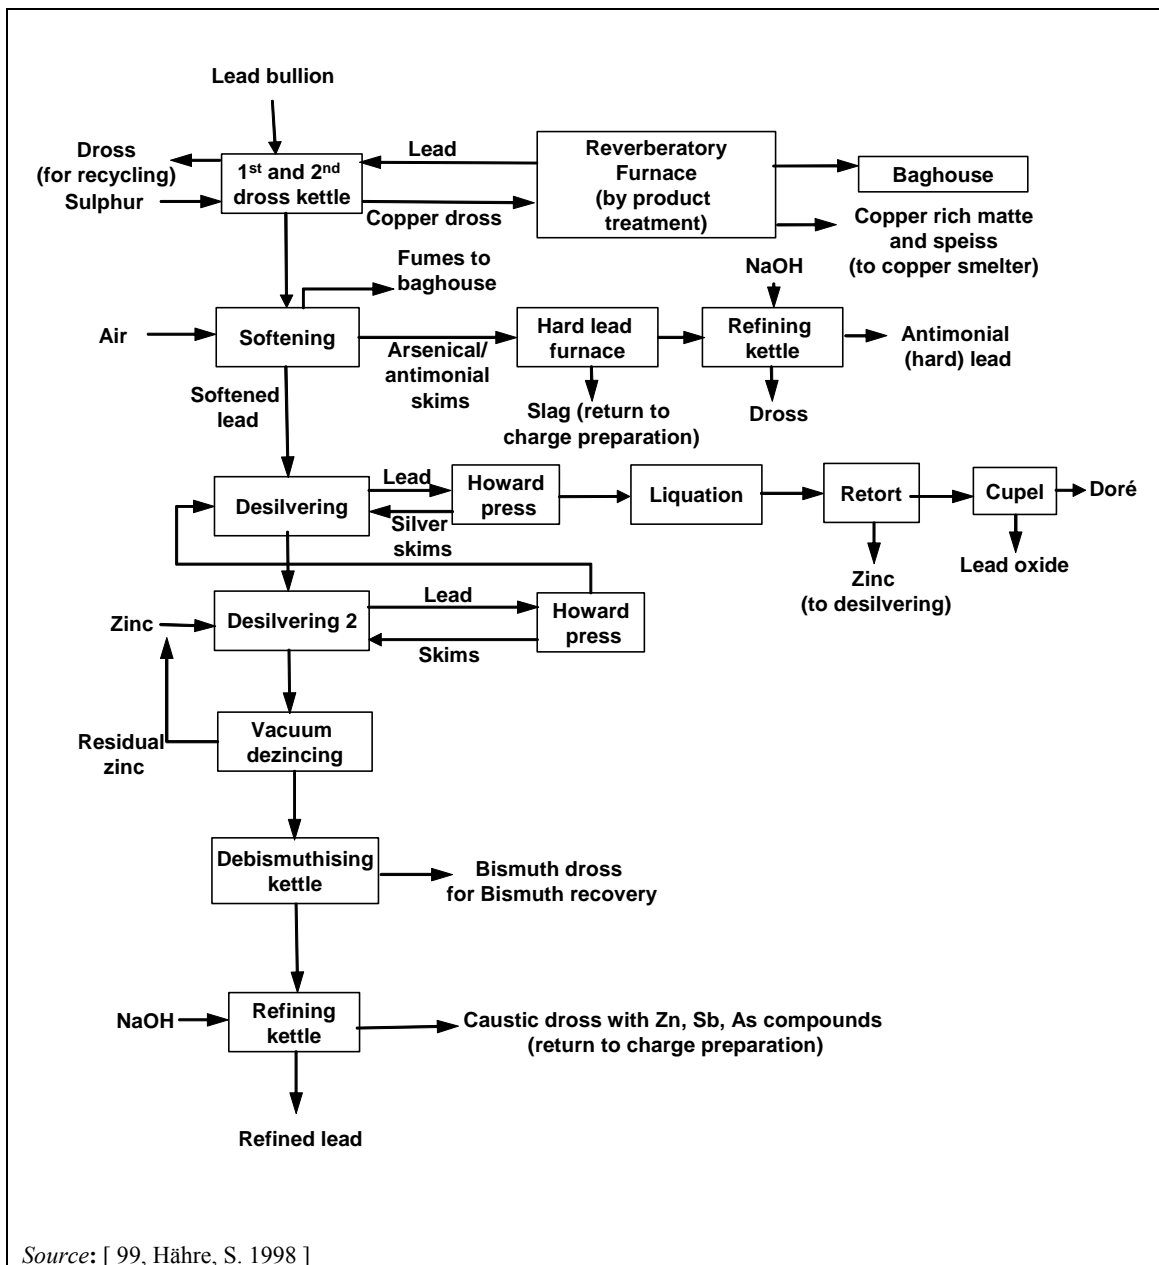 Lead bullion
Dross
(for recycling)
Sulphur
1st and 2nd
dross kettle
Lead
Copper dross
Reverberatory
Furnace
(by product
treatment)
Baghouse
Copper rich matte
and speiss
(to copper smelter)
Fumes to
baghouse
NaOH
Air
Softening
Arsenical/
antimonial
skims
Hard lead
furnace
Refining
kettle
Antimonial
(hard) lead
Softened
lead
Slag (return to
charge preparation)
Dross
Desilvering
Lead
Silver
skims
Howard
press
Liquation
Retort
Cupel
Doré
Zinc
(to desilvering)
Lead oxide
Zinc
Desilvering 2
Lead
Skims
Howard
press
Residual
zinc
Vacuum
dezincing
Debismuthising
kettle
Bismuth dross
for Bismuth recovery
NaOH
Refining
kettle
Caustic dross with Zn, Sb, As compounds
(return to charge preparation)
Refined lead
Source: [ 99, Hähre, S. 1998 ]